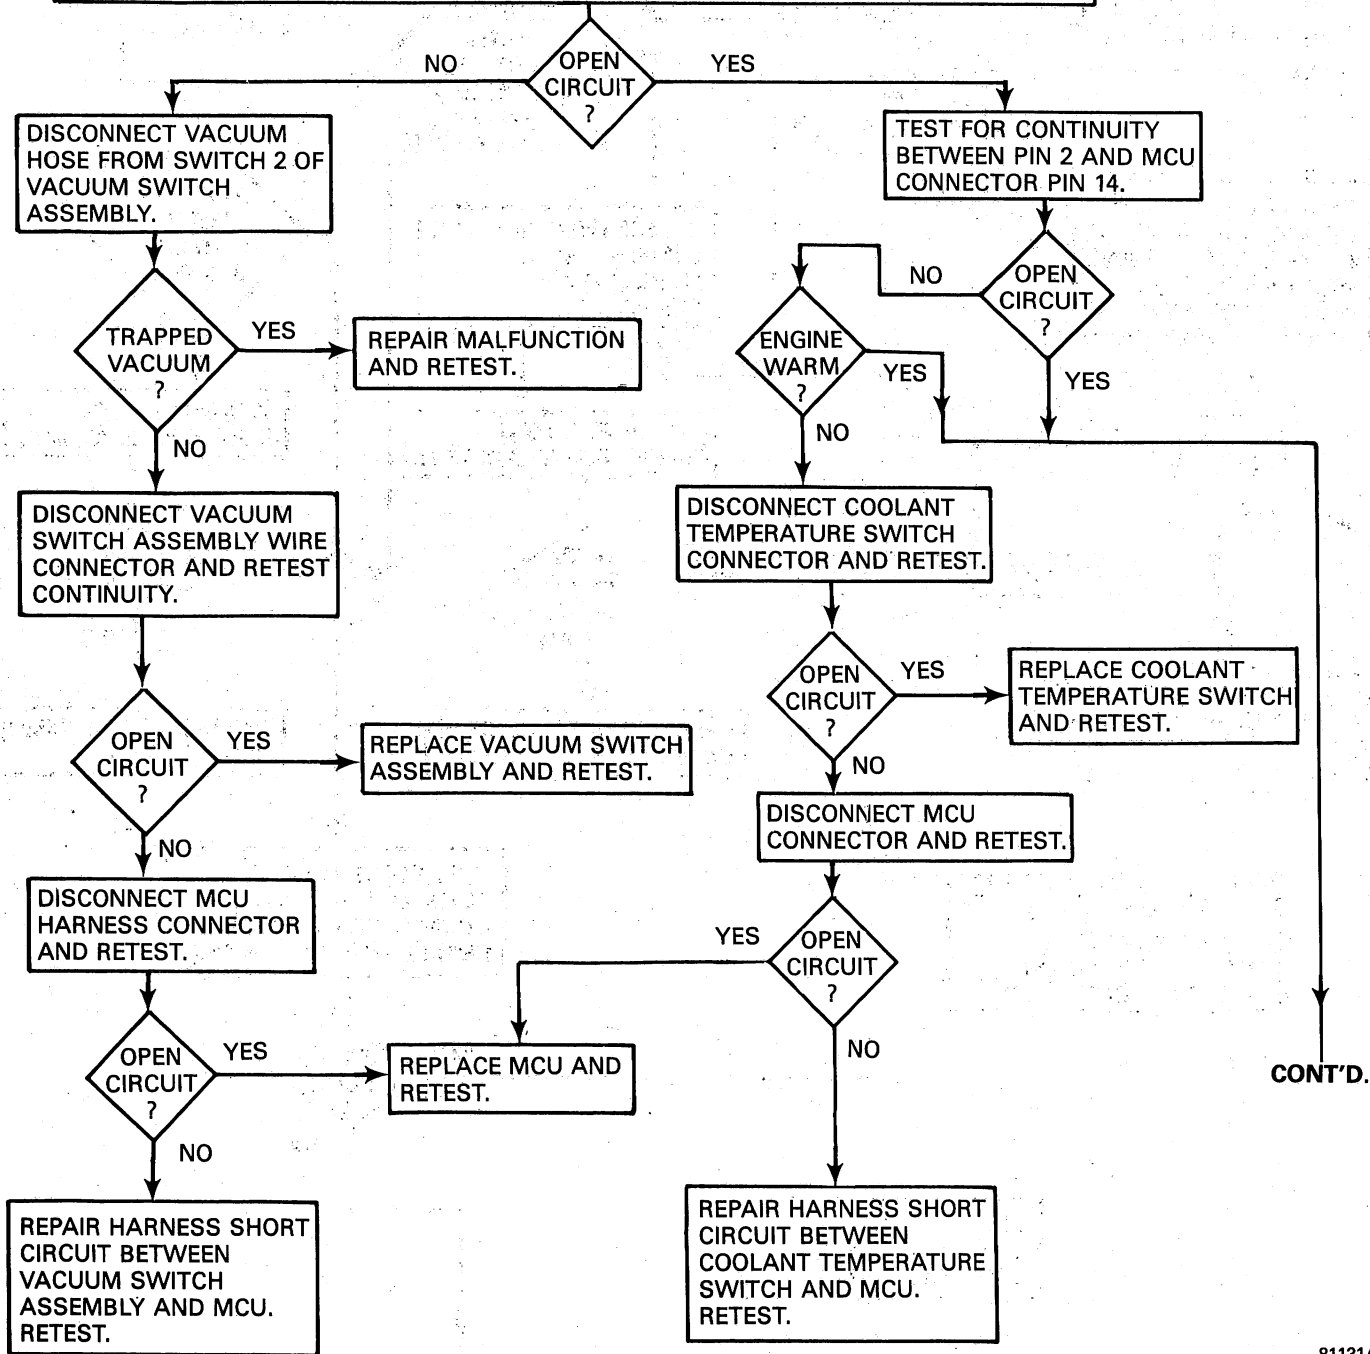 OPEN
CIRCUIT
?
NO
YES
DISCONNECT VACUUM
HOSE FROM SWITCH 2 OF
VACUUM SWITCH
ASSEMBLY.
TEST FOR CONTINUITY
BETWEEN PIN 2 AND MCU
CONNECTOR PIN 14.
TRAPPED
VACUUM
?
YES
REPAIR MALFUNCTION
AND RETEST.
NO
OPEN
CIRCUIT
?
NO
YES
ENGINE
WARM
?
YES
NO
DISCONNECT VACUUM
SWITCH ASSEMBLY WIRE
CONNECTOR AND RETEST
CONTINUITY.
DISCONNECT COOLANT
TEMPERATURE SWITCH
CONNECTOR AND RETEST.
OPEN
CIRCUIT
?
YES
REPLACE VACUUM SWITCH
ASSEMBLY AND RETEST.
NO
OPEN
CIRCUIT
?
YES
REPLACE COOLANT
TEMPERATURE SWITCH
AND RETEST.
NO
DISCONNECT MCU
HARNESS CONNECTOR
AND RETEST.
DISCONNECT MCU
CONNECTOR AND RETEST.
OPEN
CIRCUIT
?
YES
REPLACE MCU AND
RETEST.
NO
OPEN
CIRCUIT
?
YES
NO
CONT'D.
REPAIR HARNESS SHORT
CIRCUIT BETWEEN
VACUUM SWITCH
ASSEMBLY AND MCU.
RETEST.
REPAIR HARNESS SHORT
CIRCUIT BETWEEN
COOLANT TEMPERATURE
SWITCH AND MCU.
RETEST.